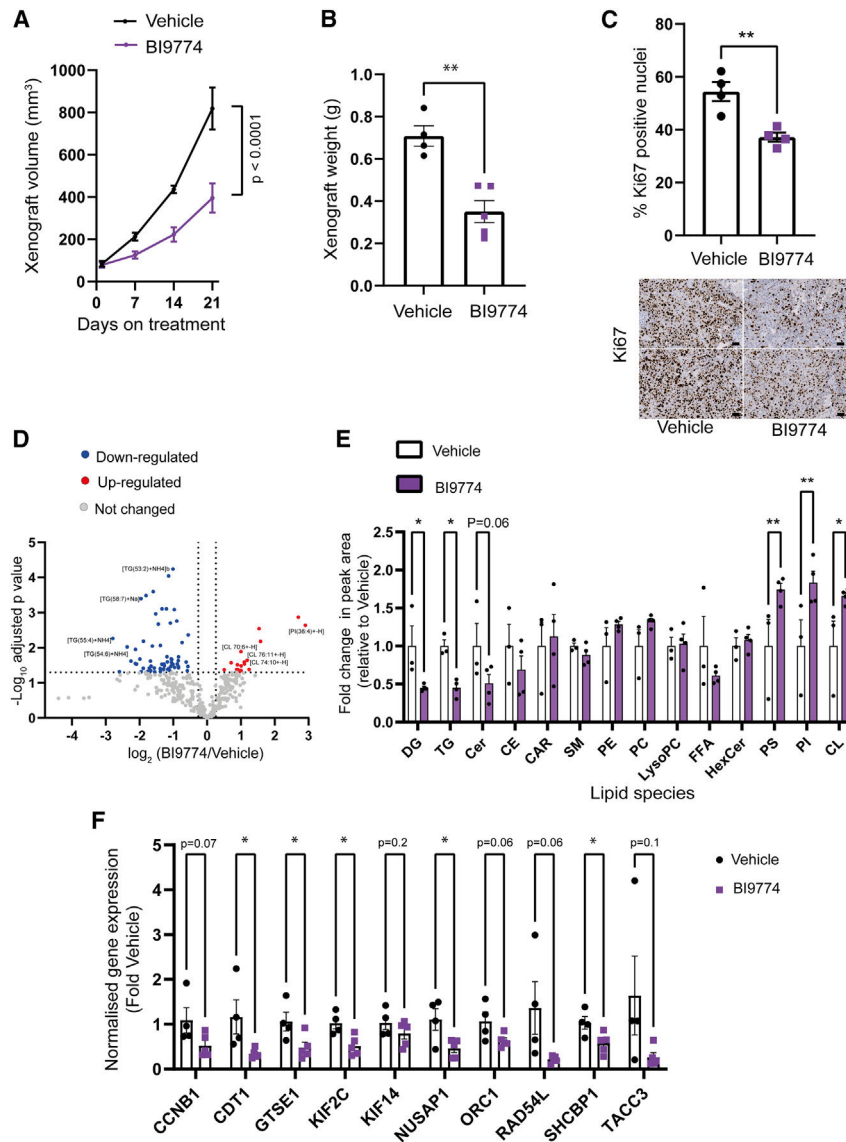 A
Vehicle
BI9774
Xenograft volume (mm³)
1000
800
600
400
200
0
0 7 14 21
Days on treatment
p < 0.0001
B
Xenograft weight (g)
1.0
0.8
0.6
0.4
0.2
0.0
**
Vehicle BI9774
C
% Ki67 positive nuclei
80
60
40
20
0
**
Vehicle BI9774
Ki67
Vehicle BI9774
D
Down-regulated
Up-regulated
Not changed
-Log10 adjusted p value
5
4
3
2
1
0
[TG(53:2)+NH4]b
[TG(58:7)+Na]
[TG(55:4)+NH4]
[TG(54:6)+NH4]
[PI(36:4)+-H]
[CL 70:6+-H]
[CL 76:11+-H]
[CL 74:10+-H]
-5 -4 -3 -2 -1 0 1 2 3
log2 (BI9774/Vehicle)
E
Vehicle
BI9774
Fold change in peak area
(relative to Vehicle)
2.5
2.0
1.5
1.0
0.5
0.0
* * P=0.06 ** ** *
DG TG Cer CE CAR SM PE PC LysoPC FFA HexCer PS PI CL
Lipid species
F
Normalised gene expression
(Fold Vehicle)
5
4
3
2
1
0
p=0.07 * * * p=0.2 * p=0.06 p=0.06 * p=0.1
Vehicle
BI9774
CCNB1 CDT1 GTSE1 KIF2C KIF14 NUSAP1 ORC1 RAD54L SHCBP1 TACC3